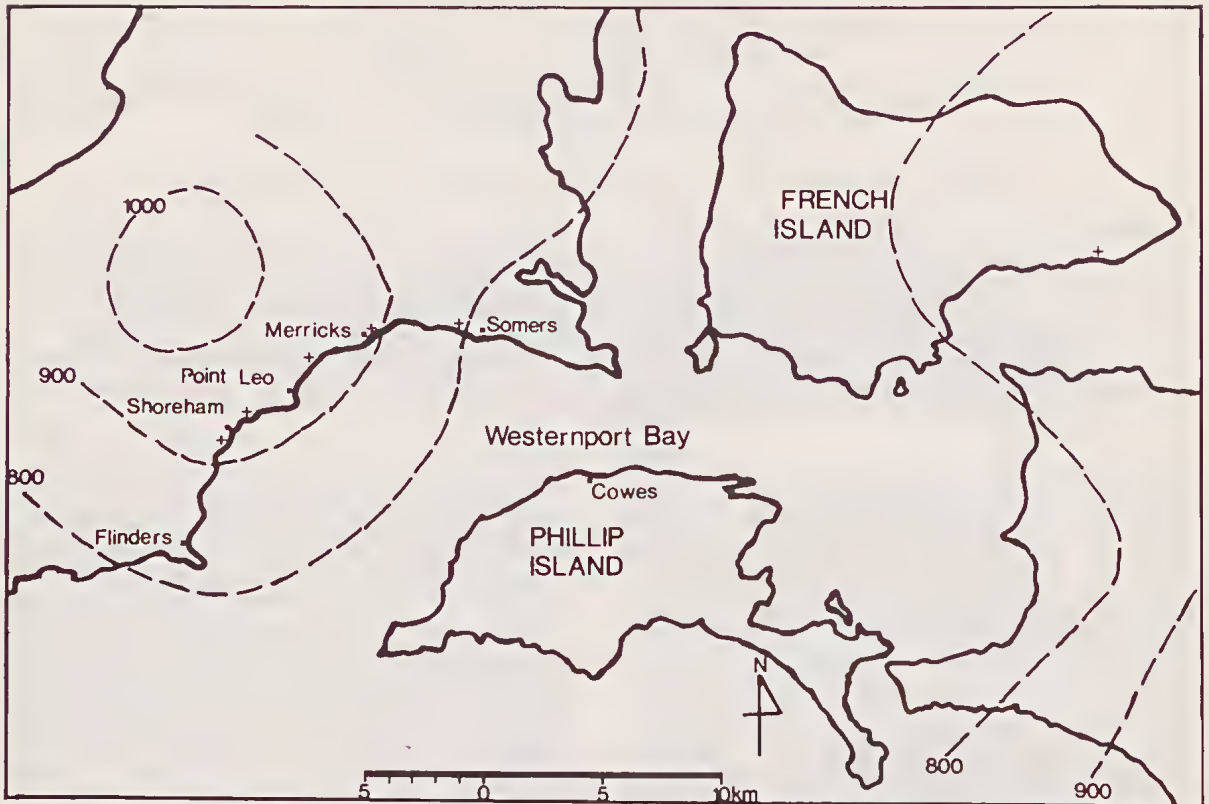 FRENCH
ISLAND
1000
Merricks
Somers
900
Point Leo
Shoreham
Westernport Bay
800
Cowes
Flinders
PHILLIP
ISLAND
N
800
900
5 0 5 10km